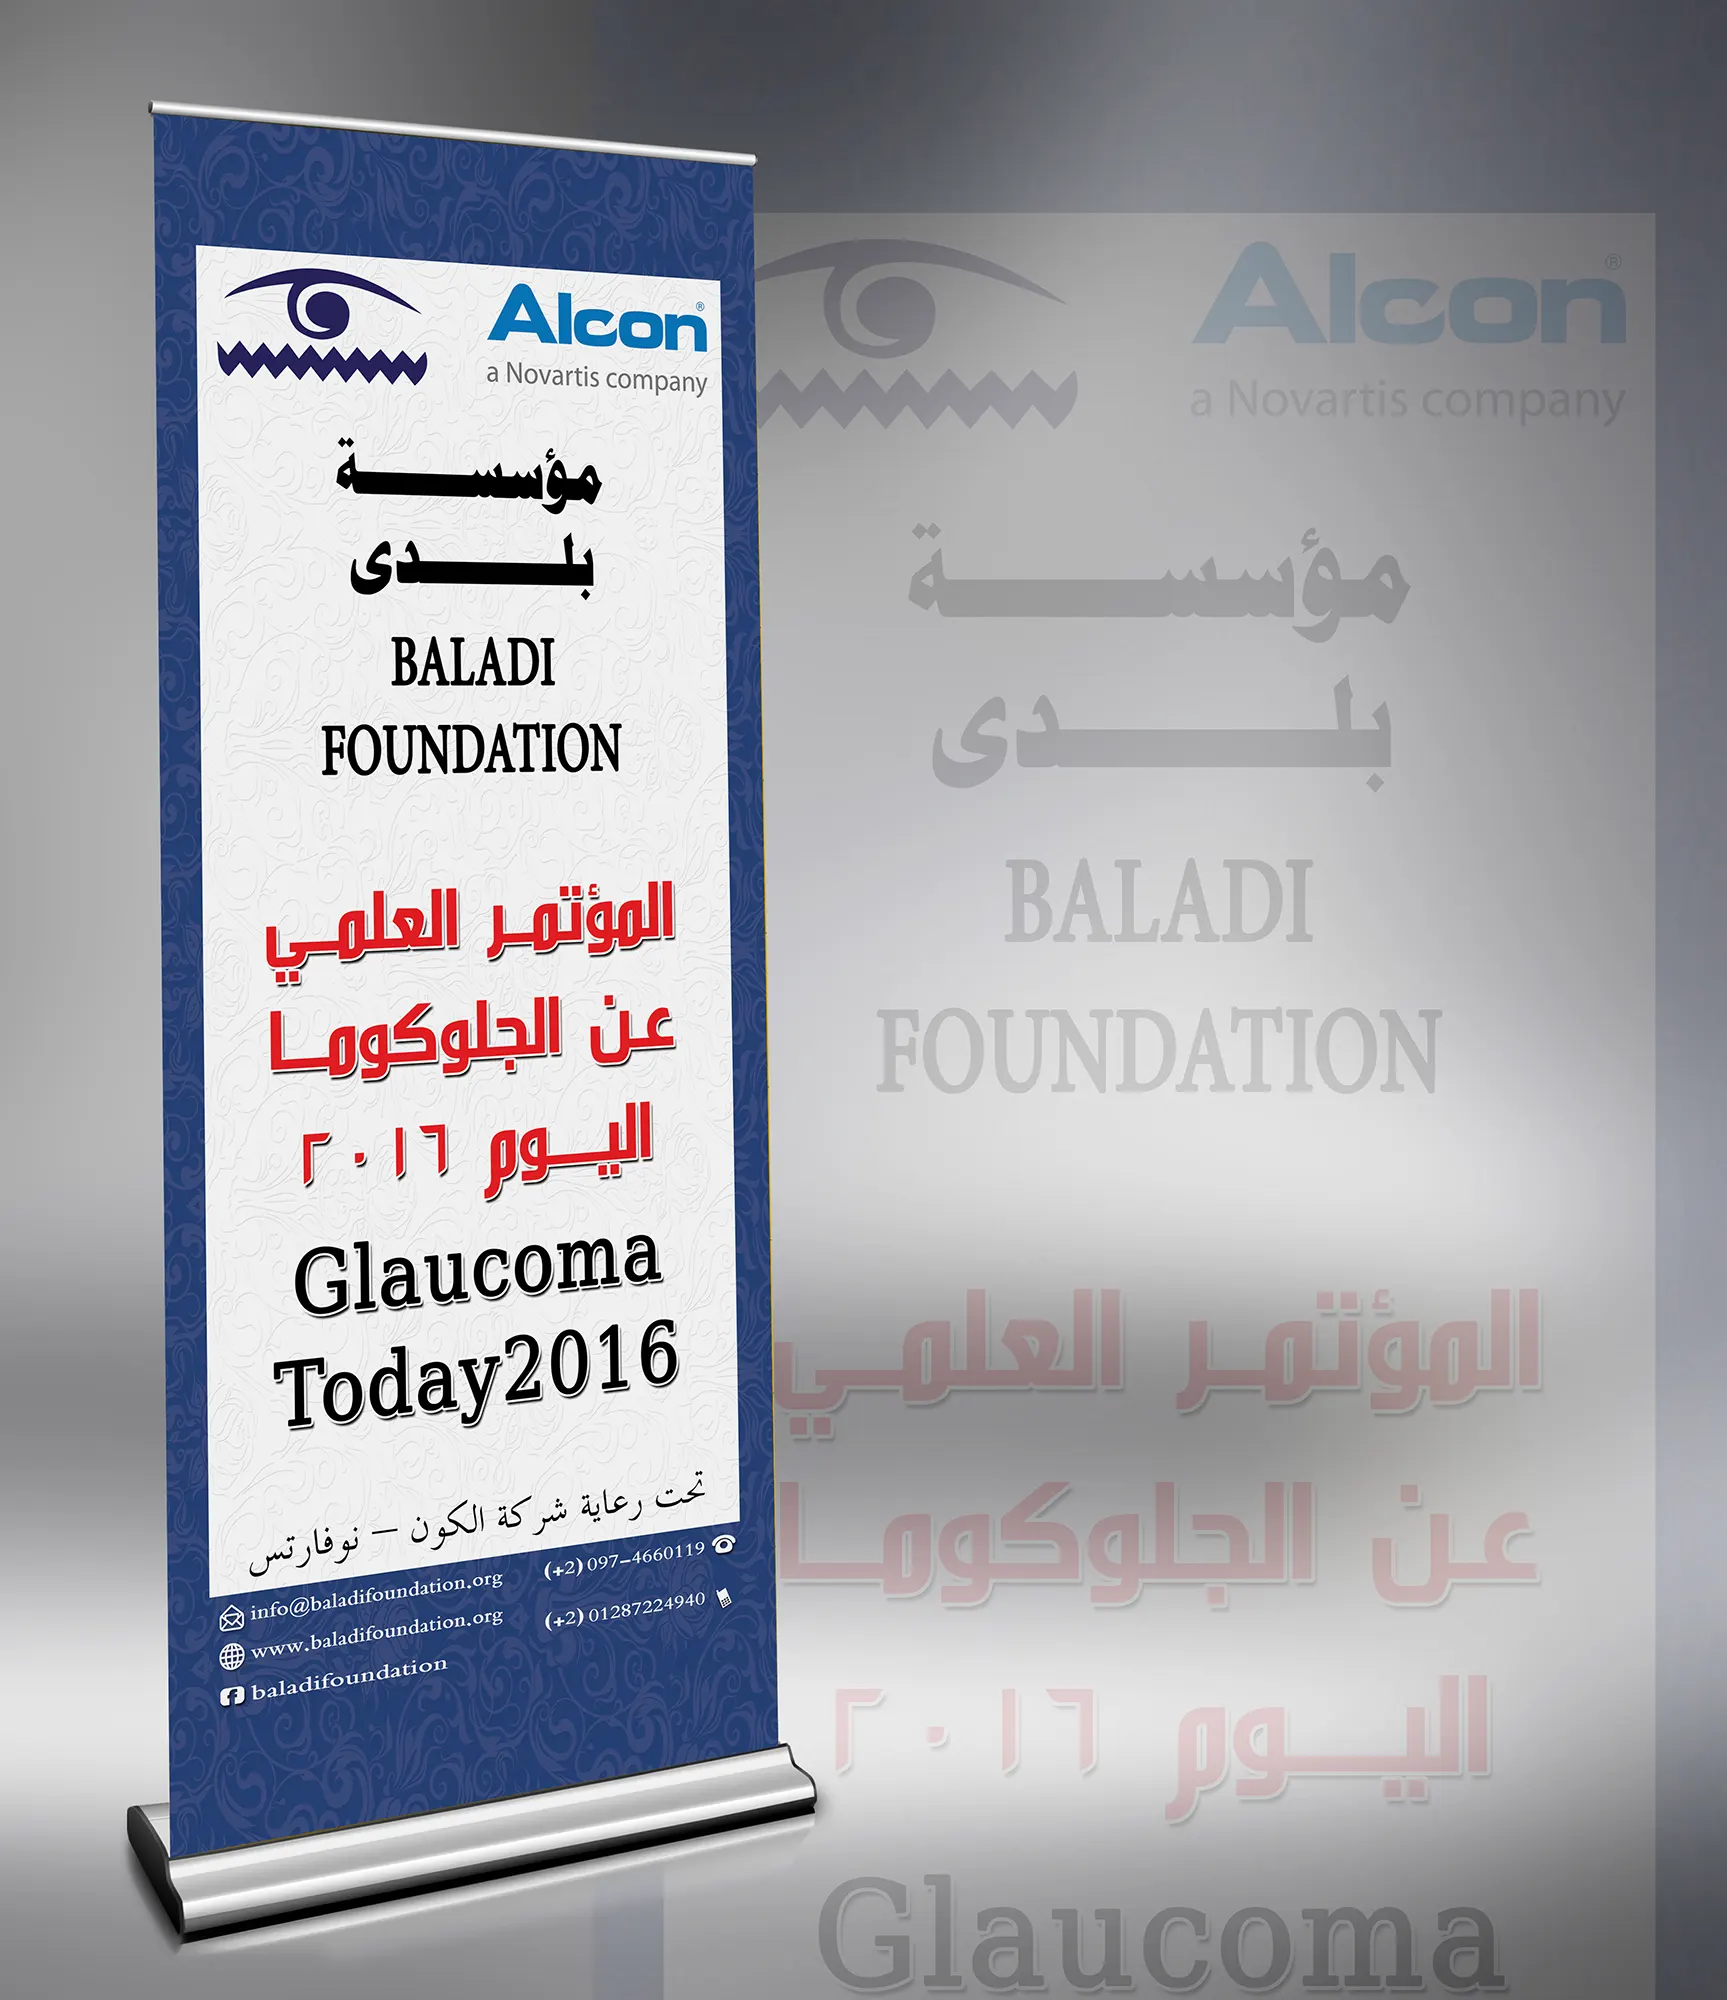 Alcon®
a Novartis company
مؤسسة
بلدى
BALADI
FOUNDATION
المؤتمر العلمي
عن الجلوكوما
اليوم ٢٠١٦
Glaucoma
Today2016
تحت رعاية شركة الكون – نوفارتس
info@baladifoundation.org
(+2) 097-4660119
www.baladifoundation.org
(+2) 01287224940
baladifoundation
Alcon®
a Novartis company
مؤسسة
بلدى
BALADI
FOUNDATION
المؤتمر العلمي
عن الجلوكوما
اليوم ٢٠١٦
Glaucoma